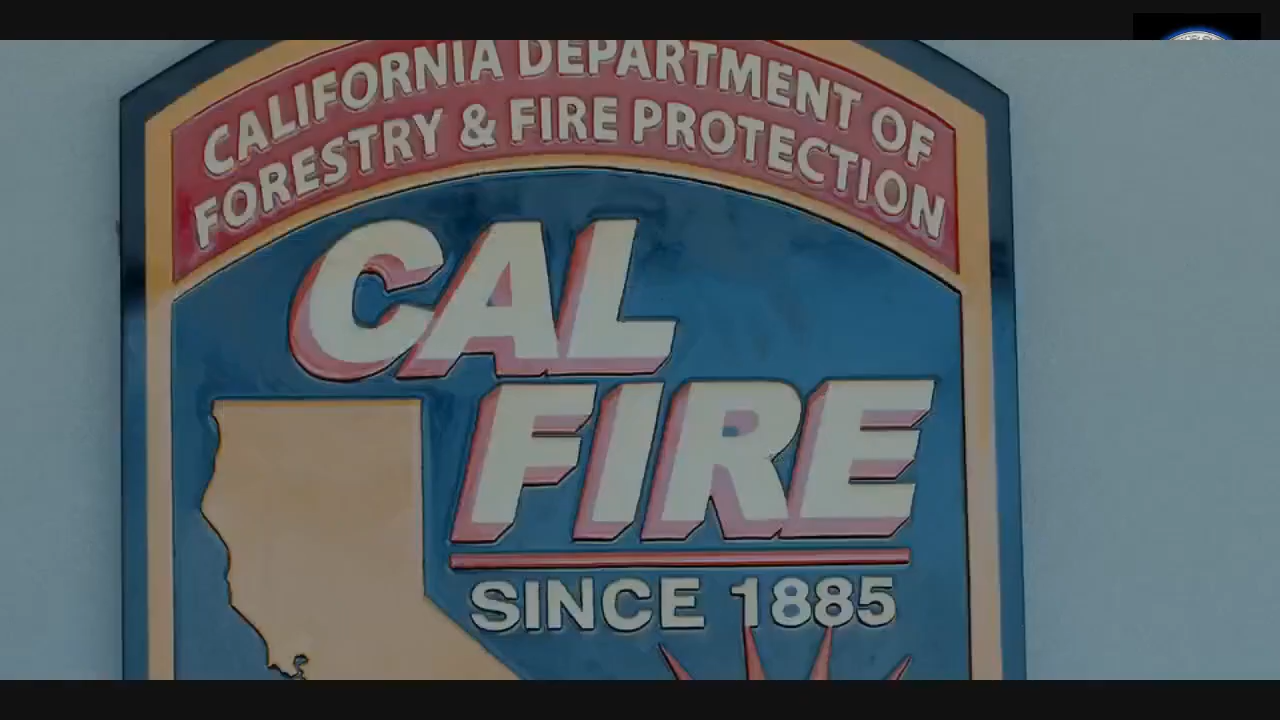 CALIFORNIA DEPARTMENT OF
FORESTRY & FIRE PROTECTION
CAL
FIRE
SINCE 1885